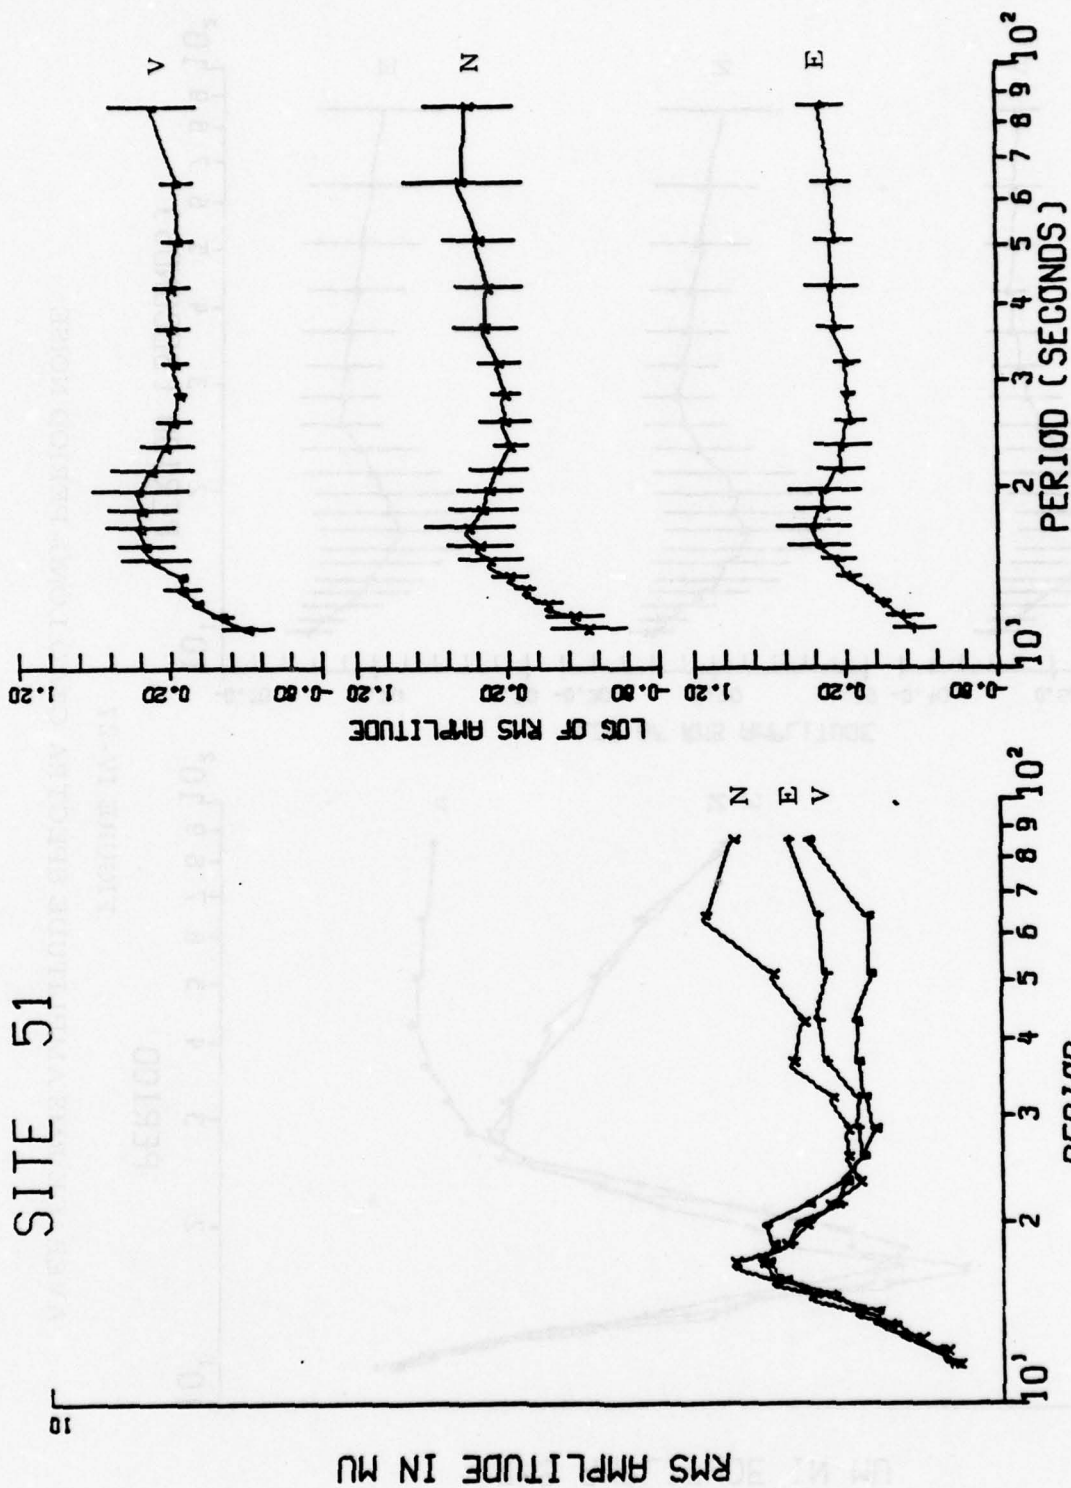 SITE 51
10
RMS AMPLITUDE IN MU
N
E
V
10¹ 2 3 4 5 6 7 8 9 10²
PERIOD
LOG OF RMS AMPLITUDE
1.20
0.20
-0.80
V
1.20
0.20
-0.80
N
1.20
0.20
-0.80
E
10¹ 2 3 4 5 6 7 8 9 10²
PERIOD (SECONDS)